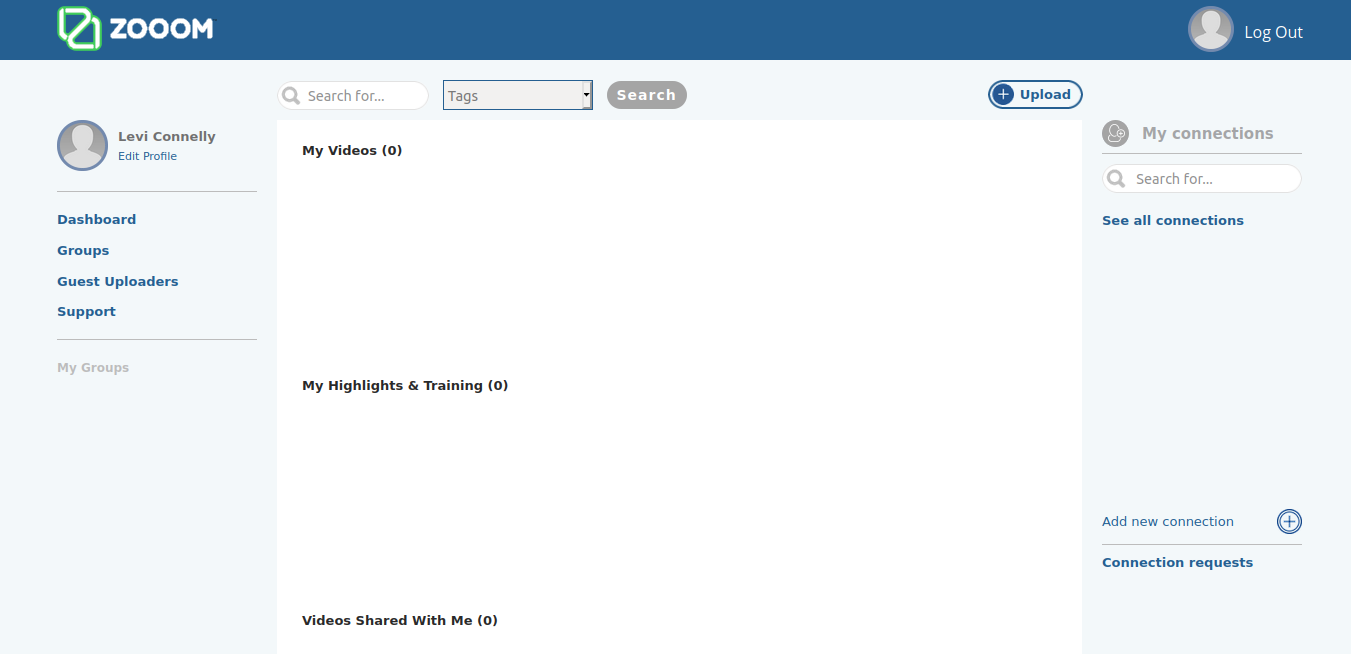 ZOOOM
Log Out
Search for...
Tags
Search
Upload
Levi Connelly
Edit Profile
Dashboard
Groups
Guest Uploaders
Support
My Groups
My Videos (0)
My Highlights & Training (0)
Videos Shared With Me (0)
My connections
Search for...
See all connections
Add new connection
Connection requests